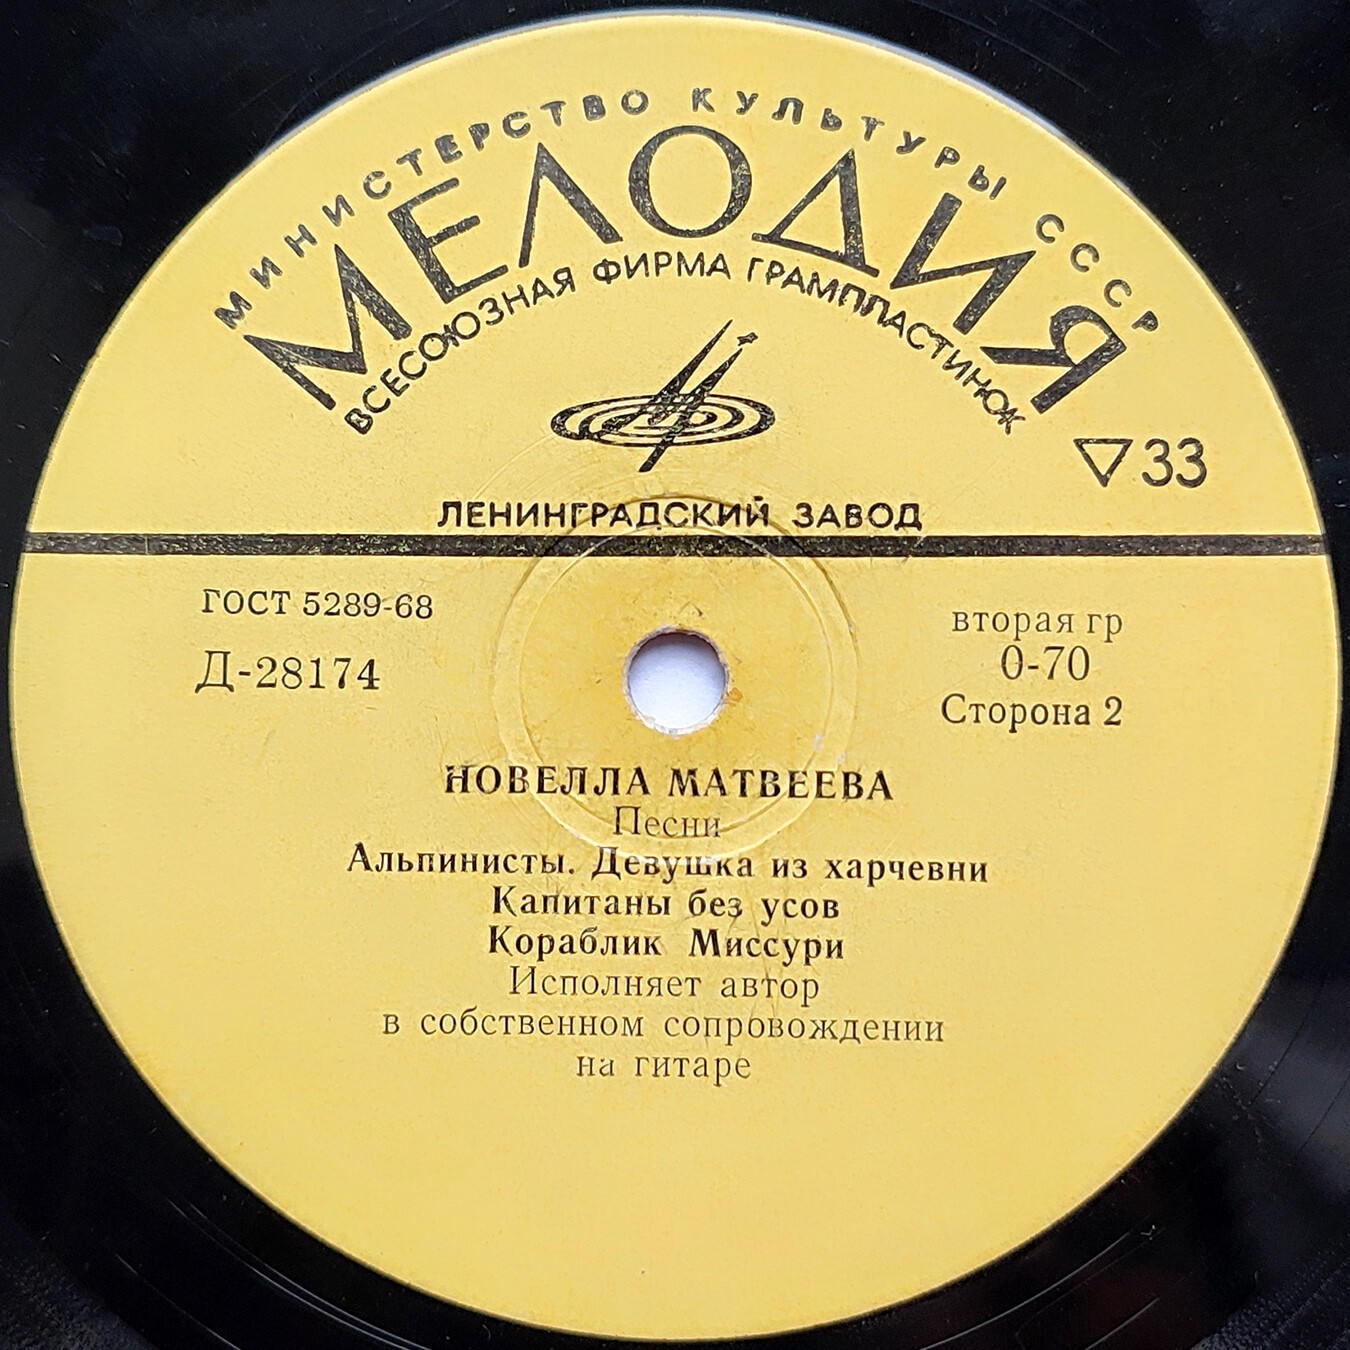 МИНИСТЕРСТВО КУЛЬТУРЫ СССР
МЕЛОДИЯ
ВСЕСОЮЗНАЯ ФИРМА ГРАМПЛАСТИНОК
33
ЛЕНИНГРАДСКИЙ ЗАВОД
ГОСТ 5289-68
Д-28174
вторая гр
0-70
Сторона 2
НОВЕЛЛА МАТВЕЕВА
Песни
Альпинисты. Девушка из харчевни
Капитаны без усов
Кораблик Миссури
Исполняет автор
в собственном сопровождении
на гитаре